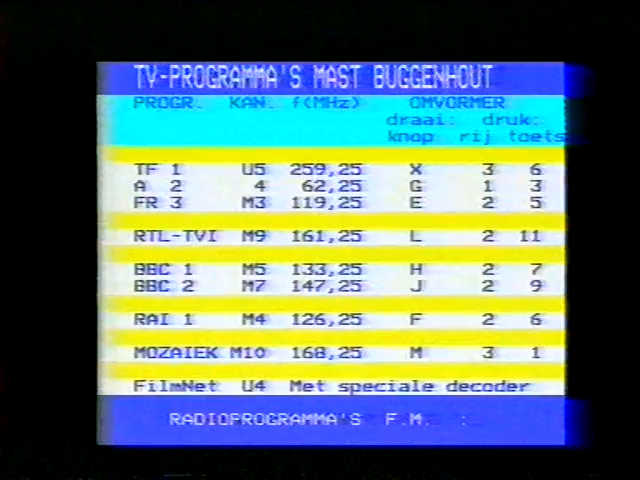 TV-PROGRAMMA'S MAST BUGGENHOUT
PROGR. KAN. f(MHz) OMVORMER
draai: druk:
knop rij toets
TF 1 U5 259,25 X 3 6
A 2 4 62,25 G 1 3
FR 3 M3 119,25 E 2 5
RTL-TVI M9 161,25 L 2 11
BBC 1 M5 133,25 H 2 7
BBC 2 M7 147,25 J 2 9
RAI 1 M4 126,25 F 2 6
MOZAIEK M10 168,25 M 3 1
FilmNet U4 Met speciale decoder
RADIOPROGRAMMA'S F.M. :